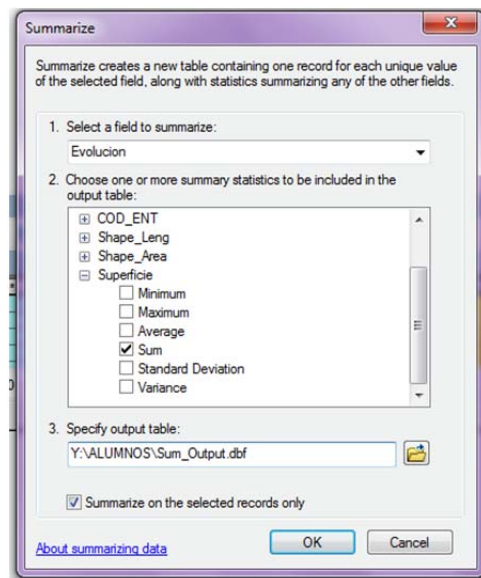 Summarize
Summarize creates a new table containing one record for each unique value
of the selected field, along with statistics summarizing any of the other fields.
1. Select a field to summarize:
Evolucion
2. Choose one or more summary statistics to be included in the
output table:
COD_ENT
Shape_Leng
Shape_Area
Superficie
Minimum
Maximum
Average
Sum
Standard Deviation
Variance
3. Specify output table:
Y:\ALUMNOS\Sum_Output.dbf
Summarize on the selected records only
About summarizing data
OK
Cancel